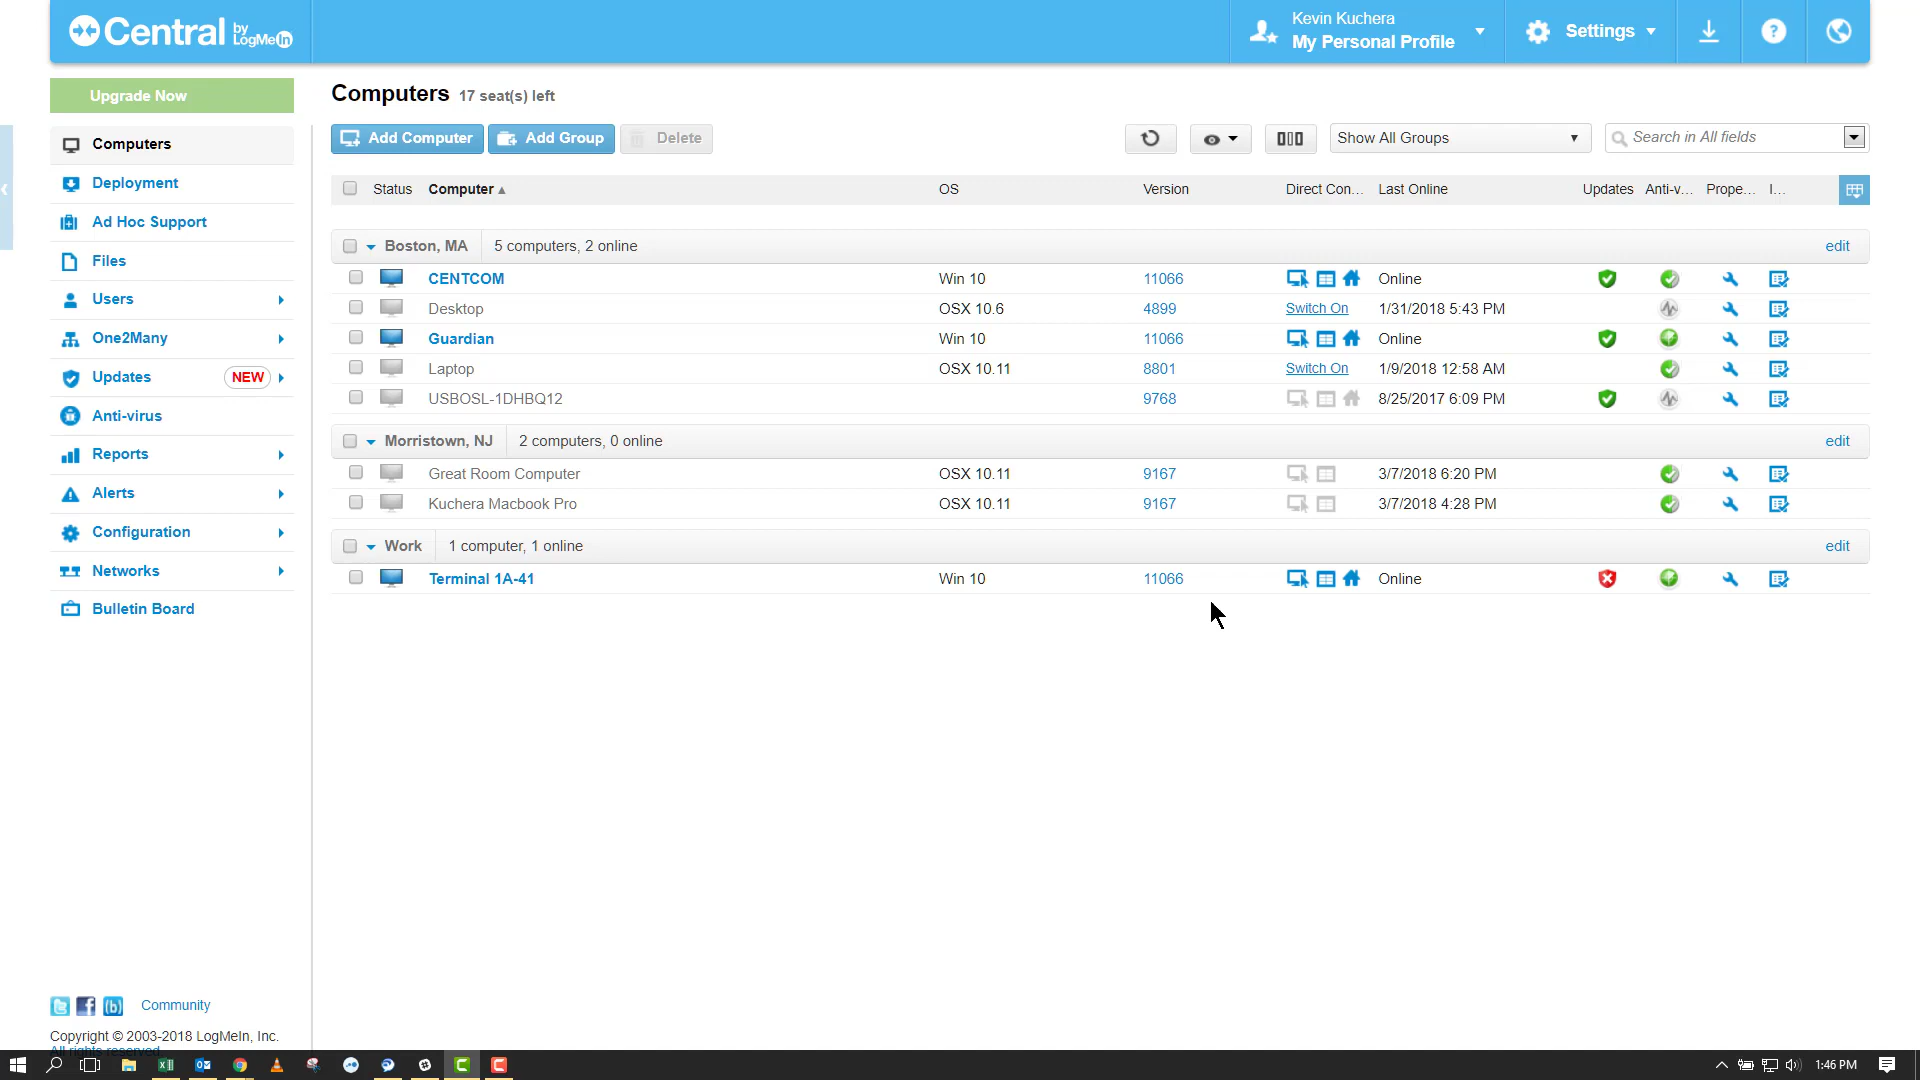 Central by LogMeIn
Kevin Kuchera
My Personal Profile
Settings
?
Upgrade Now
Computers 17 seat(s) left
Add Computer
Add Group
Delete
Show All Groups
Search in All fields
Computers
Deployment
Ad Hoc Support
Files
Users
One2Many
Updates NEW
Anti-virus
Reports
Alerts
Configuration
Networks
Bulletin Board
Status Computer OS Version Direct Con... Last Online Updates Anti-v... Prope... I...
Boston, MA 5 computers, 2 online edit
CENTCOM Win 10 11066 Online
Desktop OSX 10.6 4899 Switch On 1/31/2018 5:43 PM
Guardian Win 10 11066 Online
Laptop OSX 10.11 8801 Switch On 1/9/2018 12:58 AM
USBOSL-1DHBQ12 9768 8/25/2017 6:09 PM
Morristown, NJ 2 computers, 0 online edit
Great Room Computer OSX 10.11 9167 3/7/2018 6:20 PM
Kuchera Macbook Pro OSX 10.11 9167 3/7/2018 4:28 PM
Work 1 computer, 1 online edit
Terminal 1A-41 Win 10 11066 Online
Community
Copyright © 2003-2018 LogMeIn, Inc.
All rights reserved
1:46 PM